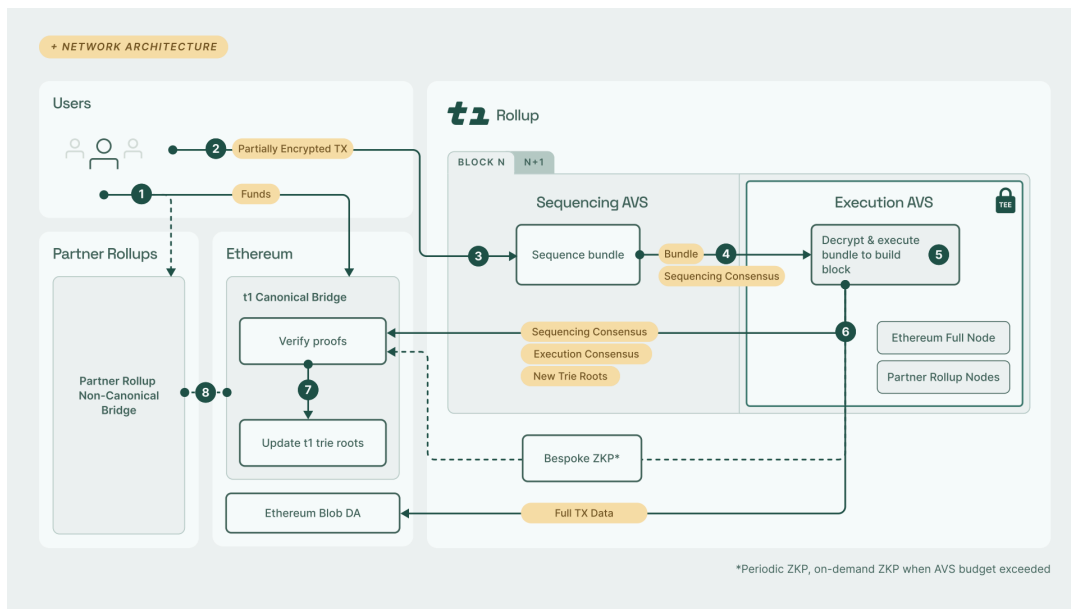 + NETWORK ARCHITECTURE
Users
2
Partially Encrypted TX
1
Funds
Partner Rollups
Partner Rollup
Non-Canonical
Bridge
8
Ethereum
t1 Canonical Bridge
Verify proofs
7
Update t1 trie roots
Ethereum Blob DA
t1 Rollup
BLOCK N
N+1
Sequencing AVS
3
Sequence bundle
Bundle
4
Sequencing Consensus
Execution AVS
TEE
Decrypt & execute
bundle to build
block
5
6
Sequencing Consensus
Execution Consensus
New Trie Roots
Ethereum Full Node
Partner Rollup Nodes
Bespoke ZKP*
Full TX Data
*Periodic ZKP, on-demand ZKP when AVS budget exceeded